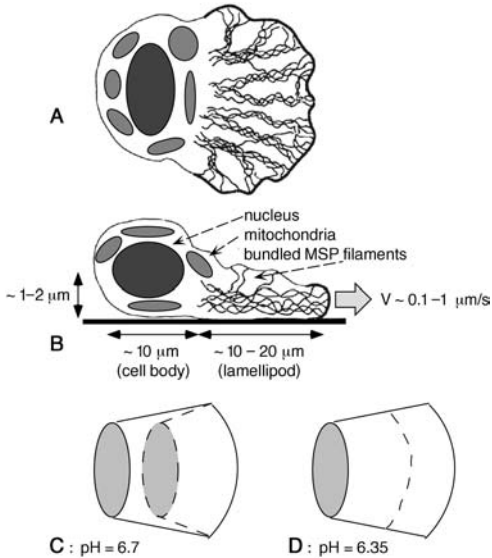 A
nucleus
mitochondria
bundled MSP filaments
~ 1–2 μm
V ~ 0.1–1 μm/s
B
~ 10 μm
(cell body)
~ 10 – 20 μm
(lamellipod)
C : pH = 6.7
D : pH = 6.35